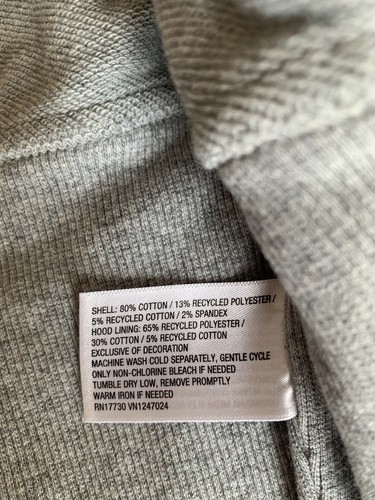 SHELL: 80% COTTON / 13% RECYCLED POLYESTER /
5% RECYCLED COTTON / 2% SPANDEX
HOOD LINING: 65% RECYCLED POLYESTER /
30% COTTON / 5% RECYCLED COTTON
EXCLUSIVE OF DECORATION
MACHINE WASH COLD SEPARATELY, GENTLE CYCLE
ONLY NON-CHLORINE BLEACH IF NEEDED
TUMBLE DRY LOW, REMOVE PROMPTLY
WARM IRON IF NEEDED
RN17730 VN1247024